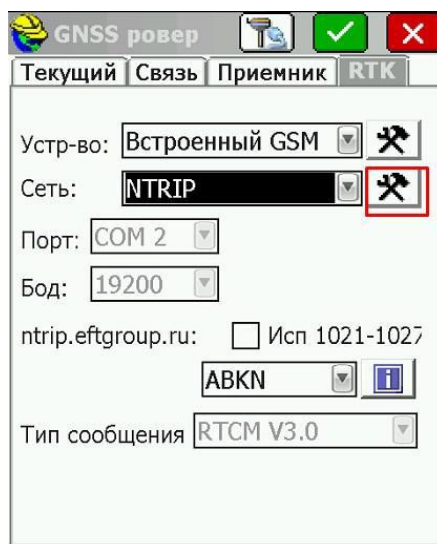 GNSS ровер
Текущий Связь Приемник RTK
Устр-во: Встроенный GSM
Сеть: NTRIP
Порт: COM 2
Бод: 19200
ntrip.eftgroup.ru: Исп 1021-1027
ABKN
Тип сообщения RTCM V3.0